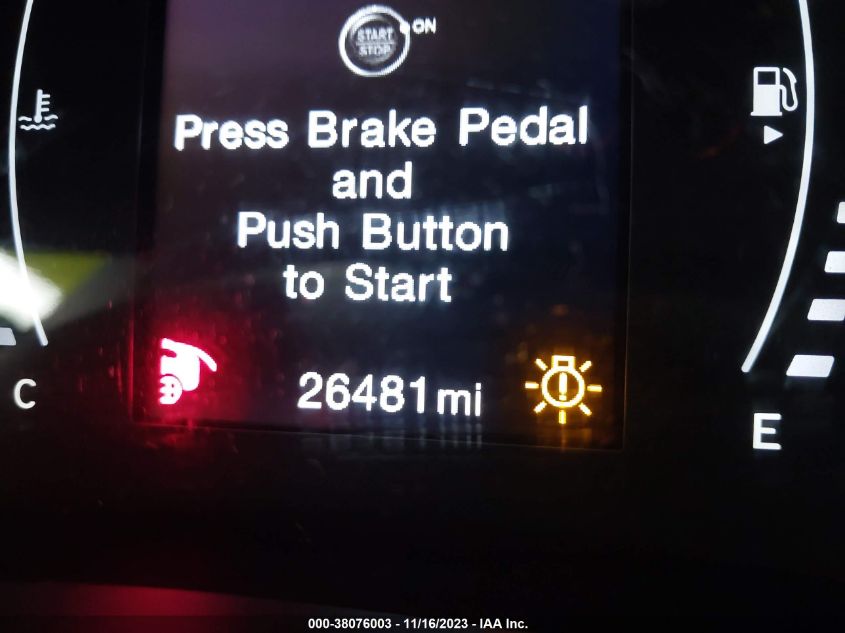 START
STOP
ON
Press Brake Pedal
and
Push Button
to Start
26481 mi
C
E
000-38076003 - 11/16/2023 - IAA Inc.